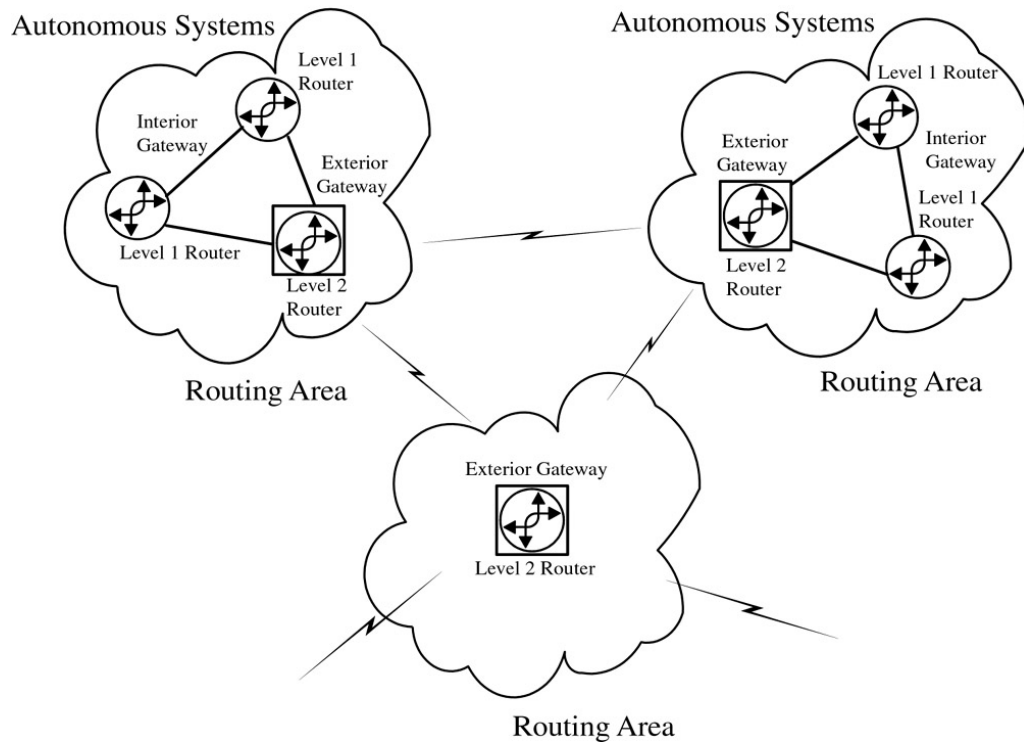 Autonomous Systems
Level 1
Router
Interior
Gateway
Exterior
Gateway
Level 1 Router
Level 2
Router
Routing Area
Autonomous Systems
Level 1 Router
Exterior
Gateway
Interior
Gateway
Level 1
Router
Level 2
Router
Routing Area
Exterior Gateway
Level 2 Router
Routing Area